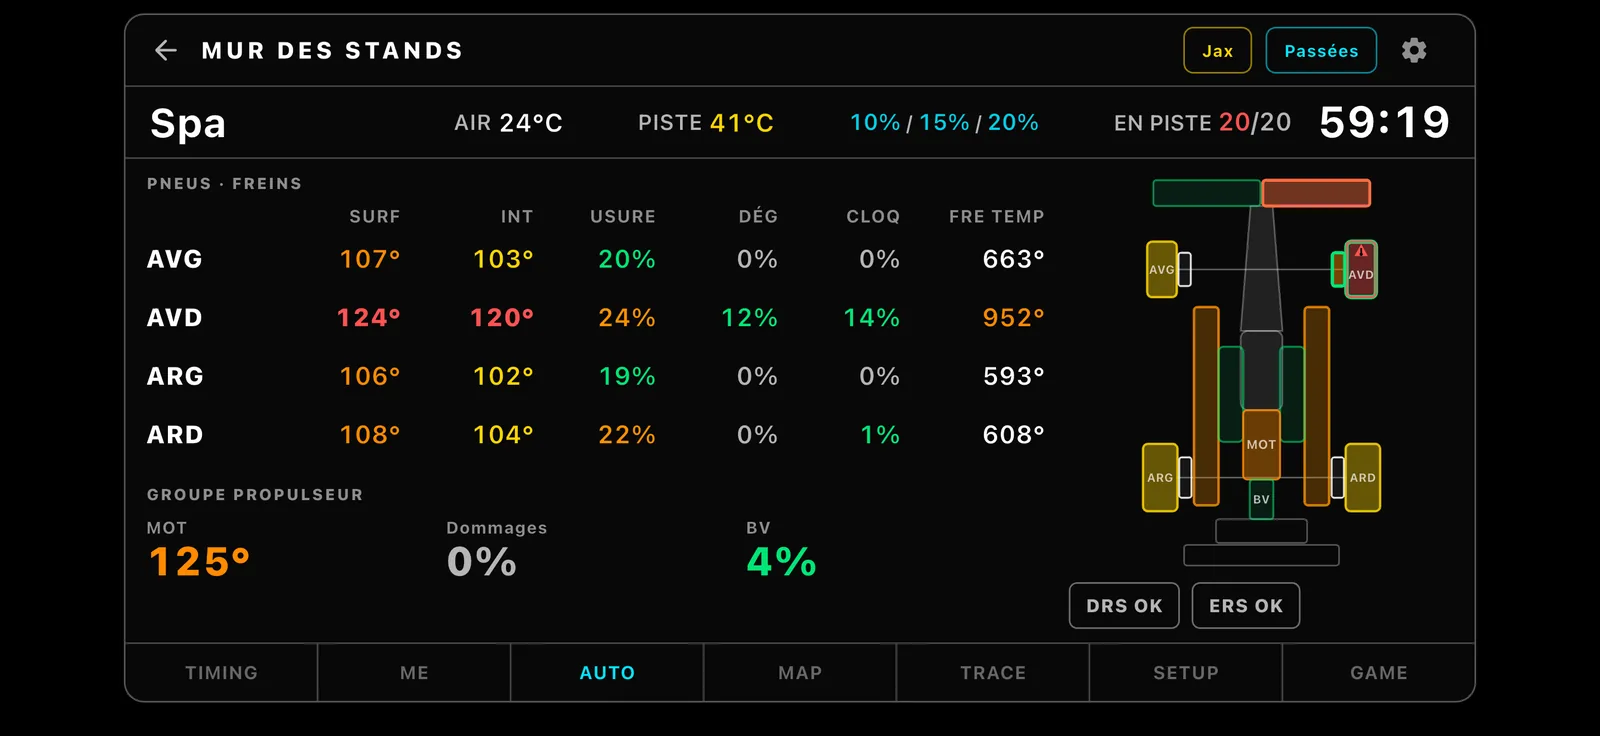 MUR DES STANDS
Jax
Passées
Spa
AIR 24°C
PISTE 41°C
10% / 15% / 20%
EN PISTE 20/20
59:19
PNEUS · FREINS
SURF INT USURE DÉG CLOQ FRE TEMP
AVG 107° 103° 20% 0% 0% 663°
AVD 124° 120° 24% 12% 14% 952°
ARG 106° 102° 19% 0% 0% 593°
ARD 108° 104° 22% 0% 1% 608°
GROUPE PROPULSEUR
MOT Dommages BV
125° 0% 4%
AVG
AVD
MOT
ARG
ARD
BV
DRS OK
ERS OK
TIMING ME AUTO MAP TRACE SETUP GAME